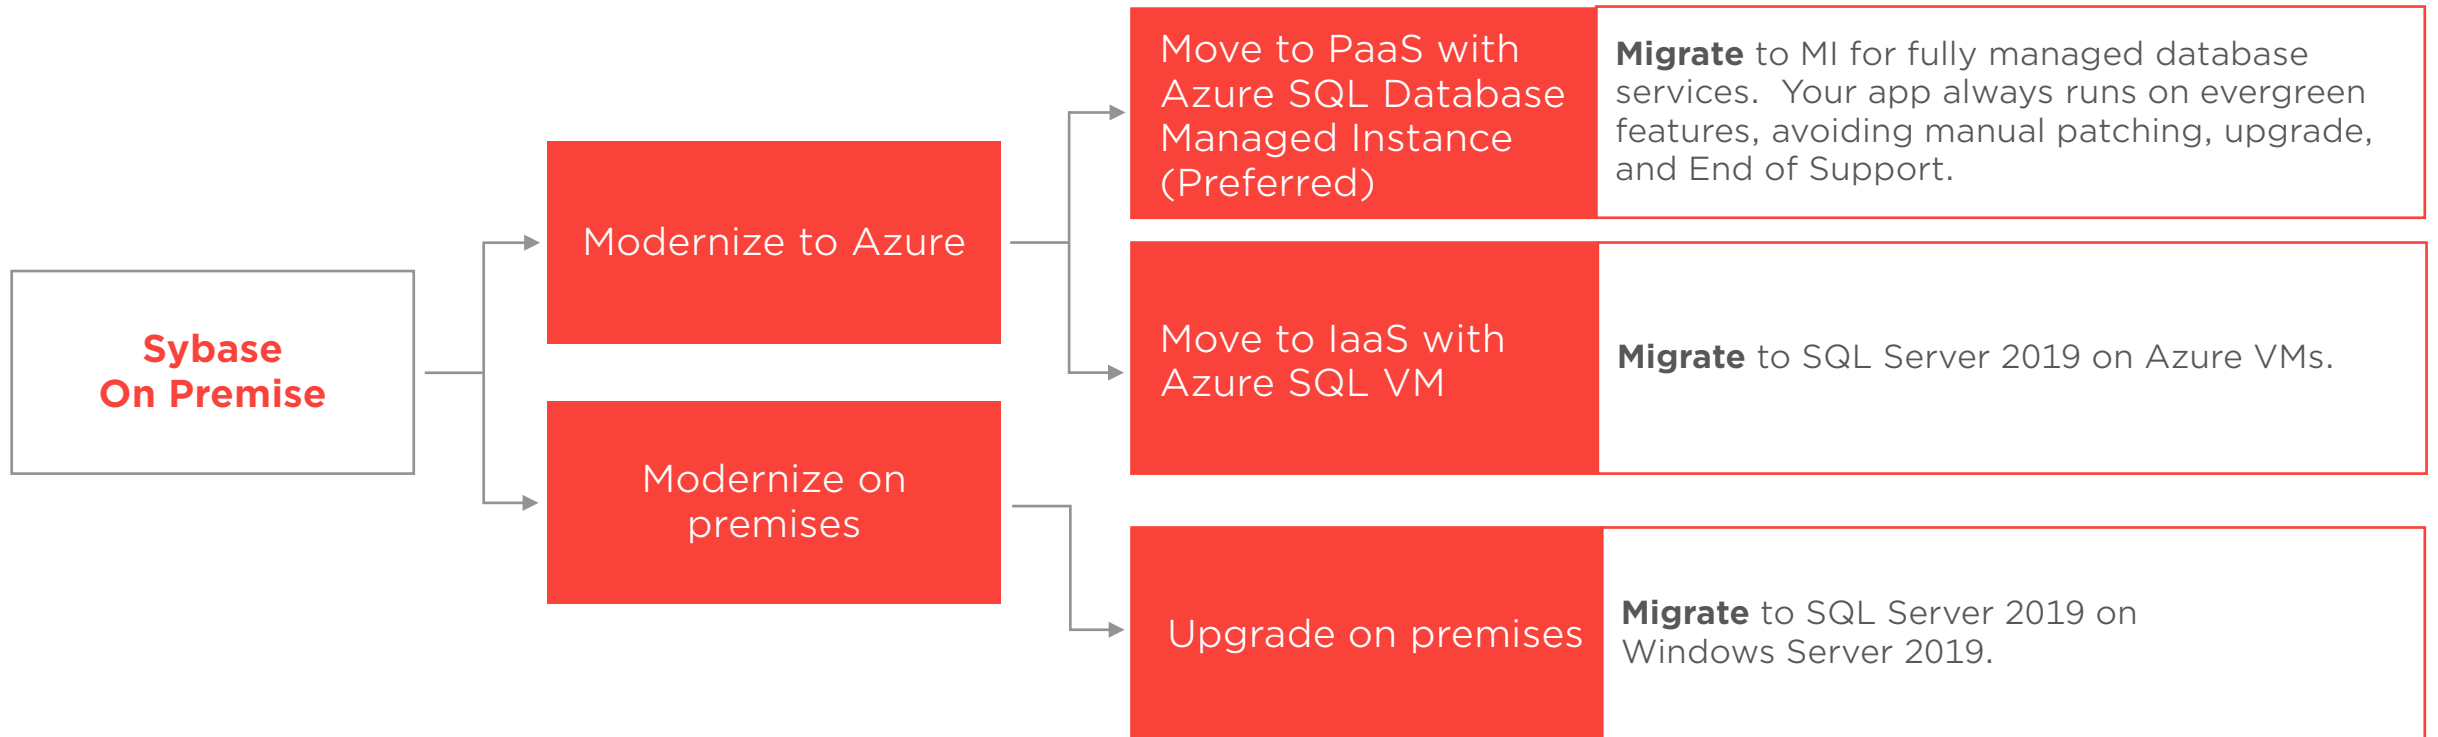 Sybase
On Premise
Modernize to Azure
Modernize on
premises
Move to PaaS with
Azure SQL Database
Managed Instance
(Preferred)
Migrate to MI for fully managed database
services.  Your app always runs on evergreen
features, avoiding manual patching, upgrade,
and End of Support.
Move to IaaS with
Azure SQL VM
Migrate to SQL Server 2019 on Azure VMs.
Upgrade on premises
Migrate to SQL Server 2019 on
Windows Server 2019.